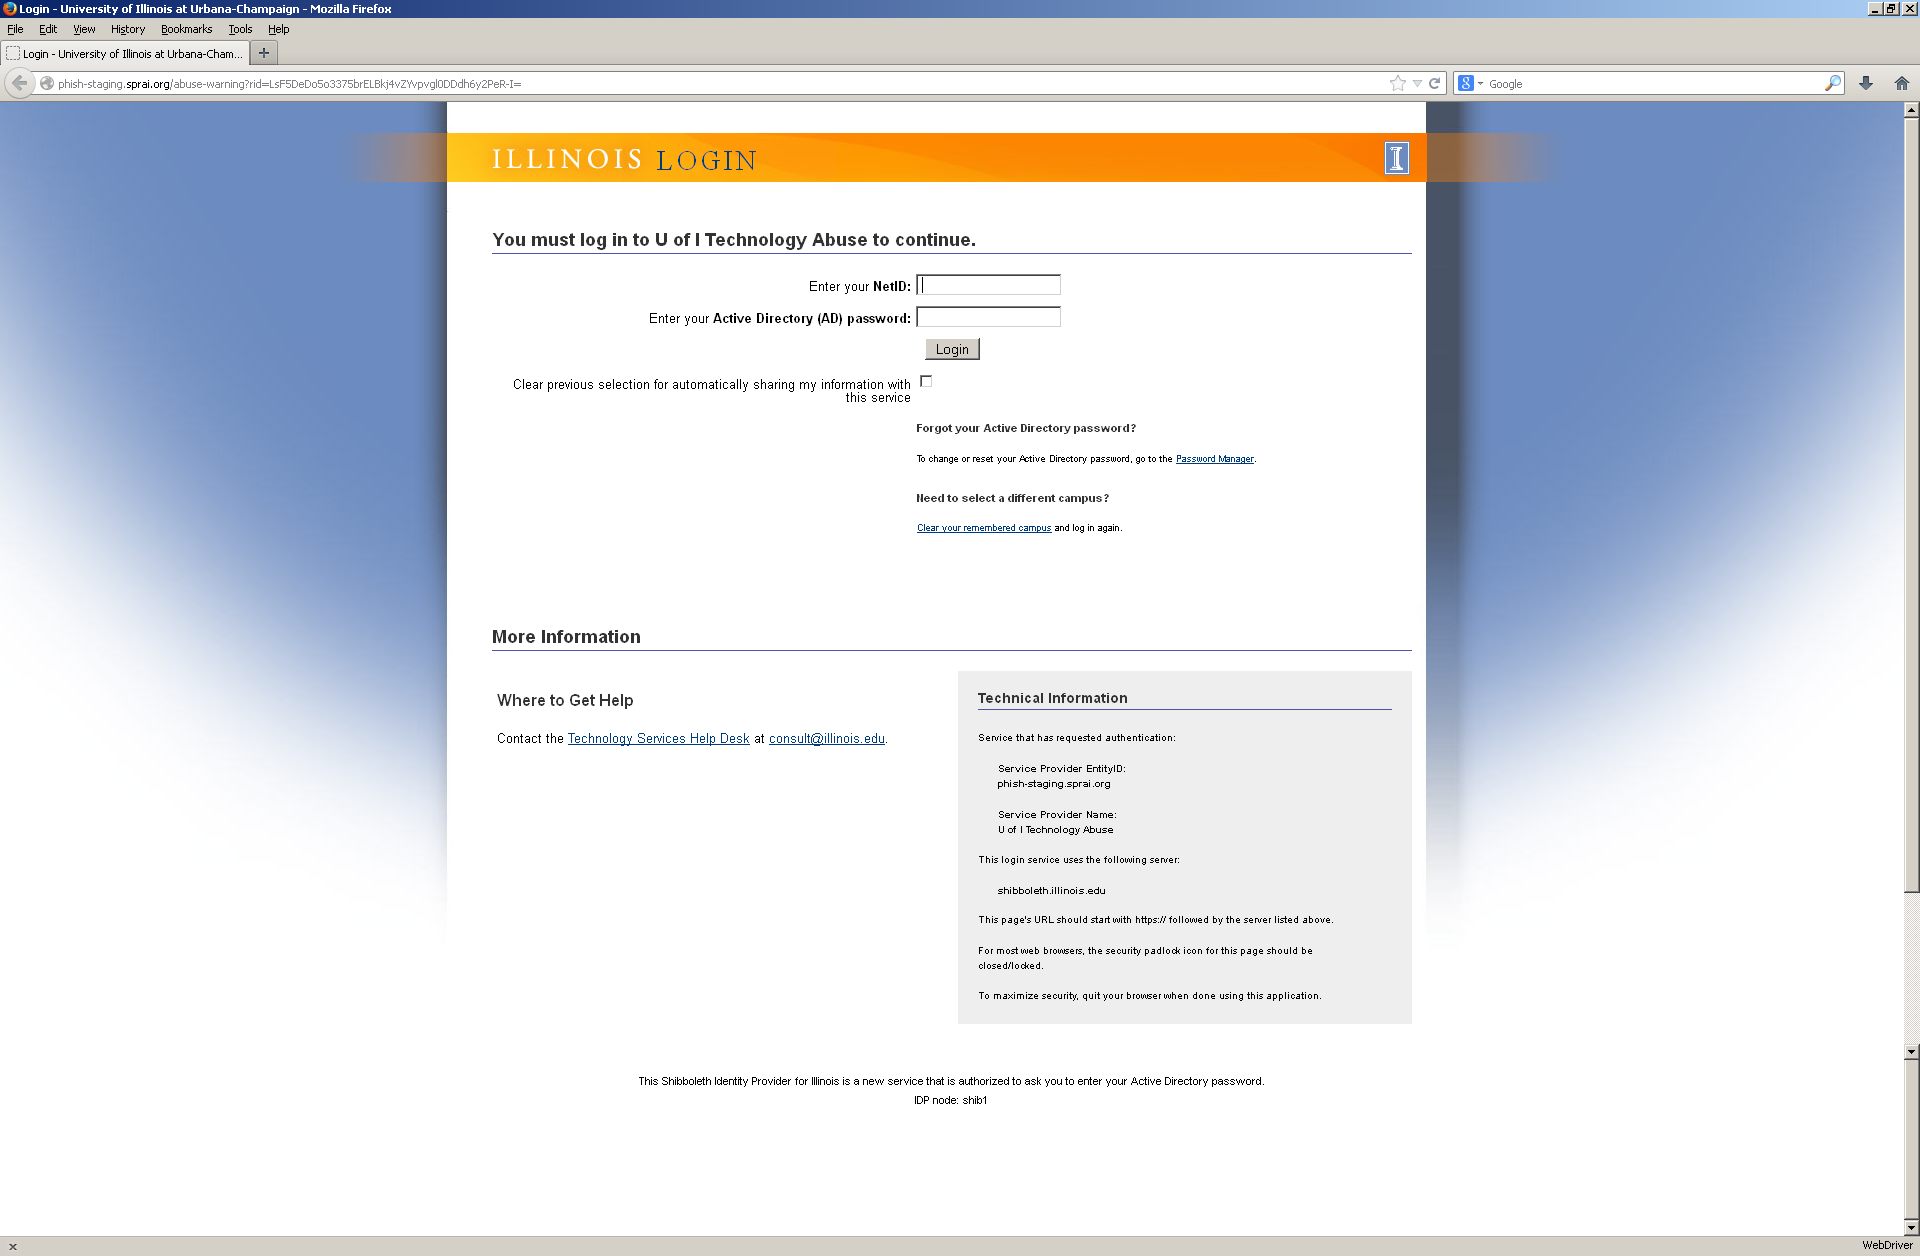 Login - University of Illinois at Urbana-Champaign - Mozilla Firefox
File Edit View History Bookmarks Tools Help
Login - University of Illinois at Urbana-Cham...
phish-staging.sprai.org/abuse-warning?rid=LsF5DeDo5o3375brELBkj4vZYvpvgl0DDdh6y2PeR-I=
Google
ILLINOIS LOGIN
You must log in to U of I Technology Abuse to continue.
Enter your NetID:
Enter your Active Directory (AD) password:
Login
Clear previous selection for automatically sharing my information with
this service
Forgot your Active Directory password?
To change or reset your Active Directory password, go to the Password Manager.
Need to select a different campus?
Clear your remembered campus and log in again.
More Information
Where to Get Help
Contact the Technology Services Help Desk at consult@illinois.edu.
Technical Information
Service that has requested authentication:
Service Provider EntityID:
phish-staging.sprai.org
Service Provider Name:
U of I Technology Abuse
This login service uses the following server:
shibboleth.illinois.edu
This page's URL should start with https:// followed by the server listed above.
For most web browsers, the security padlock icon for this page should be
closed/locked.
To maximize security, quit your browser when done using this application.
This Shibboleth Identity Provider for Illinois is a new service that is authorized to ask you to enter your Active Directory password.
IDP node: shib1
WebDriver